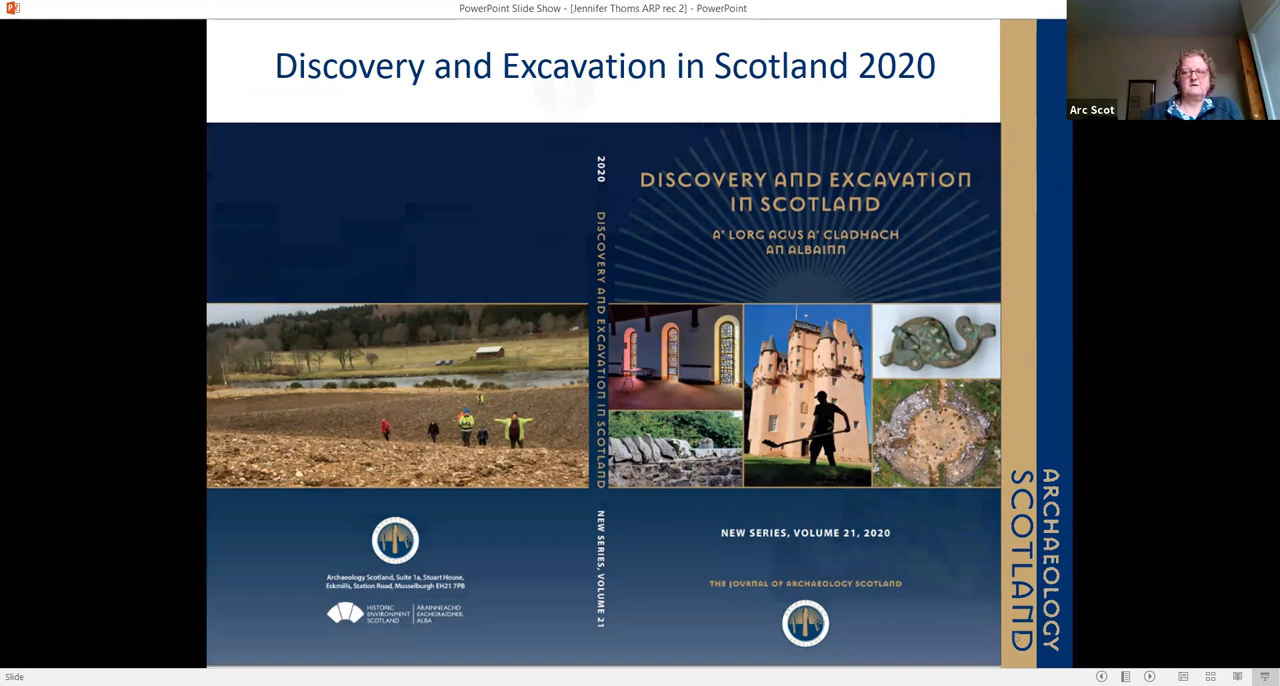 PowerPoint Slide Show - [Jennifer Thoms ARP rec 2] - PowerPoint
Arc Scot
Discovery and Excavation in Scotland 2020
2020
DISCOVERY AND EXCAVATION IN SCOTLAND
NEW SERIES, VOLUME 21
DISCOVERY AND EXCAVATION
IN SCOTLAND
A' LORG AGUS A' CLADHACH
AN ALBAINN
Archaeology Scotland, Suite 1a, Stuart House,
Eskmills, Station Road, Musselburgh EH21 7PB
HISTORIC
ENVIRONMENT
SCOTLAND
ÀRAINNEACHD
EACHDRAIDHEIL
ALBA
NEW SERIES, VOLUME 21, 2020
THE JOURNAL OF ARCHAEOLOGY SCOTLAND
ARCHAEOLOGY
SCOTLAND
Slide